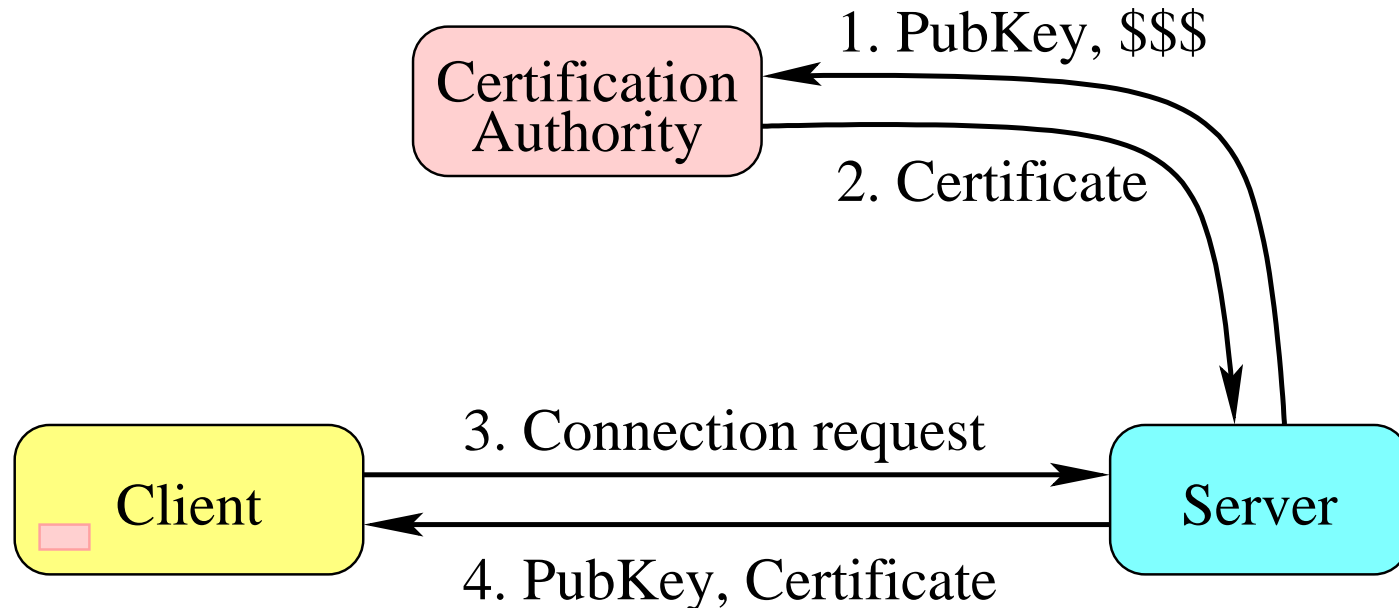 1. PubKey, $$$
Certification
Authority
2. Certificate
3. Connection request
Client
Server
4. PubKey, Certificate